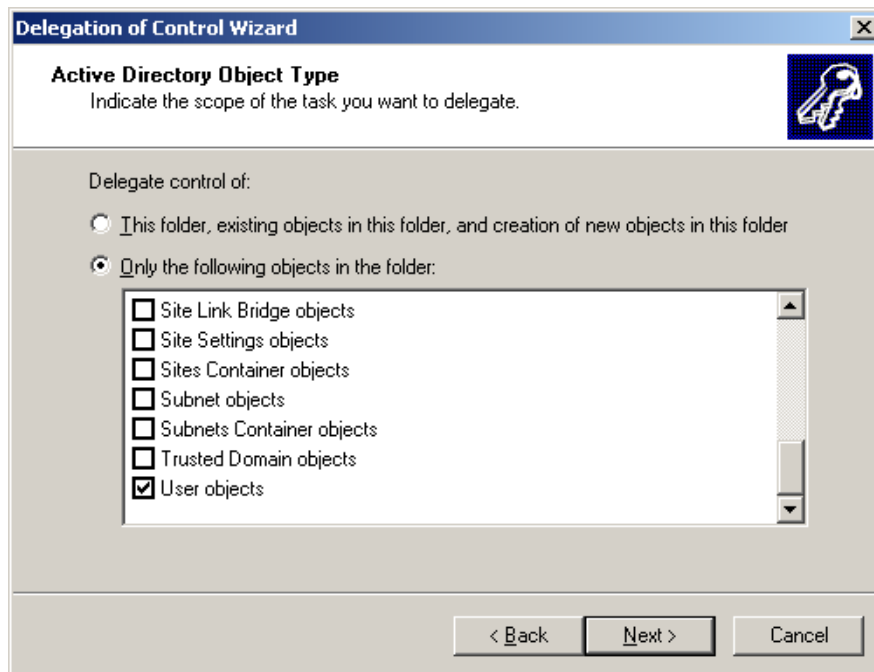 Delegation of Control Wizard
Active Directory Object Type
Indicate the scope of the task you want to delegate.
Delegate control of:
This folder, existing objects in this folder, and creation of new objects in this folder
Only the following objects in the folder:
Site Link Bridge objects
Site Settings objects
Sites Container objects
Subnet objects
Subnets Container objects
Trusted Domain objects
User objects
< Back Next > Cancel